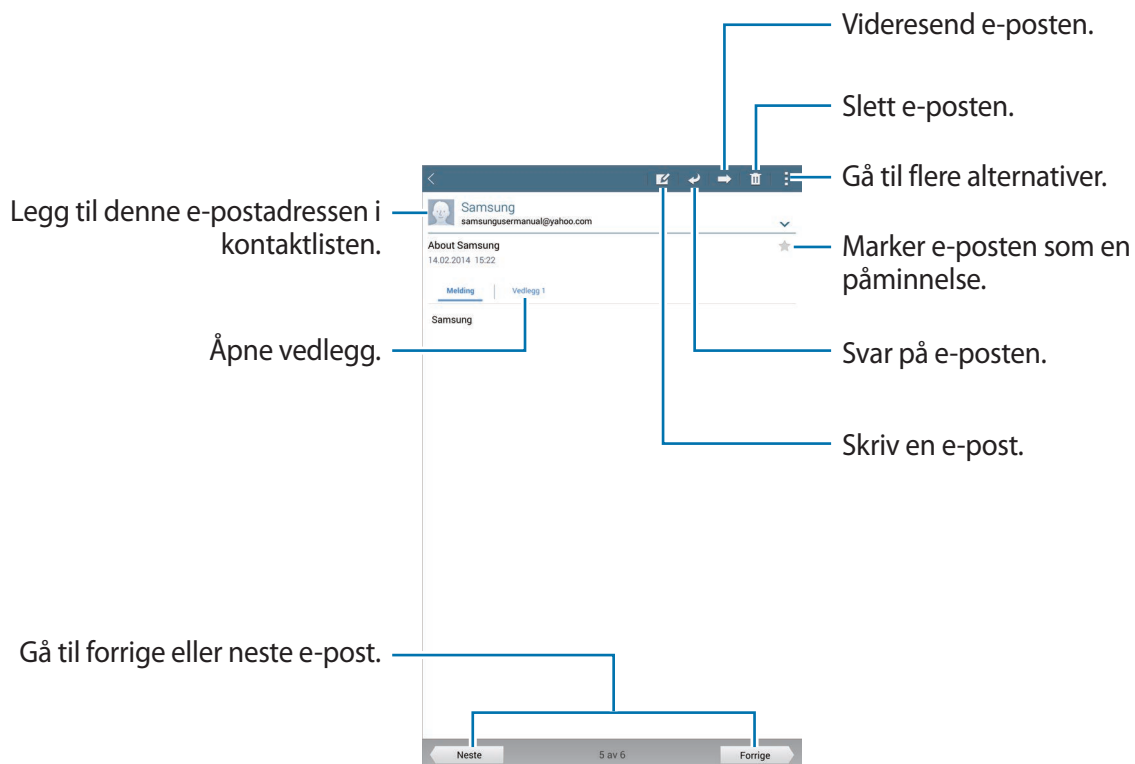 Videresend e-posten.
Slett e-posten.
Gå til flere alternativer.
Legg til denne e-postadressen i
kontaktlisten.
Samsung
samsungusermanual@yahoo.com
About Samsung
14.02.2014 15:22
Marker e-posten som en
påminnelse.
Melding
Vedlegg 1
Samsung
Åpne vedlegg.
Svar på e-posten.
Skriv en e-post.
Gå til forrige eller neste e-post.
Neste
5 av 6
Forrige